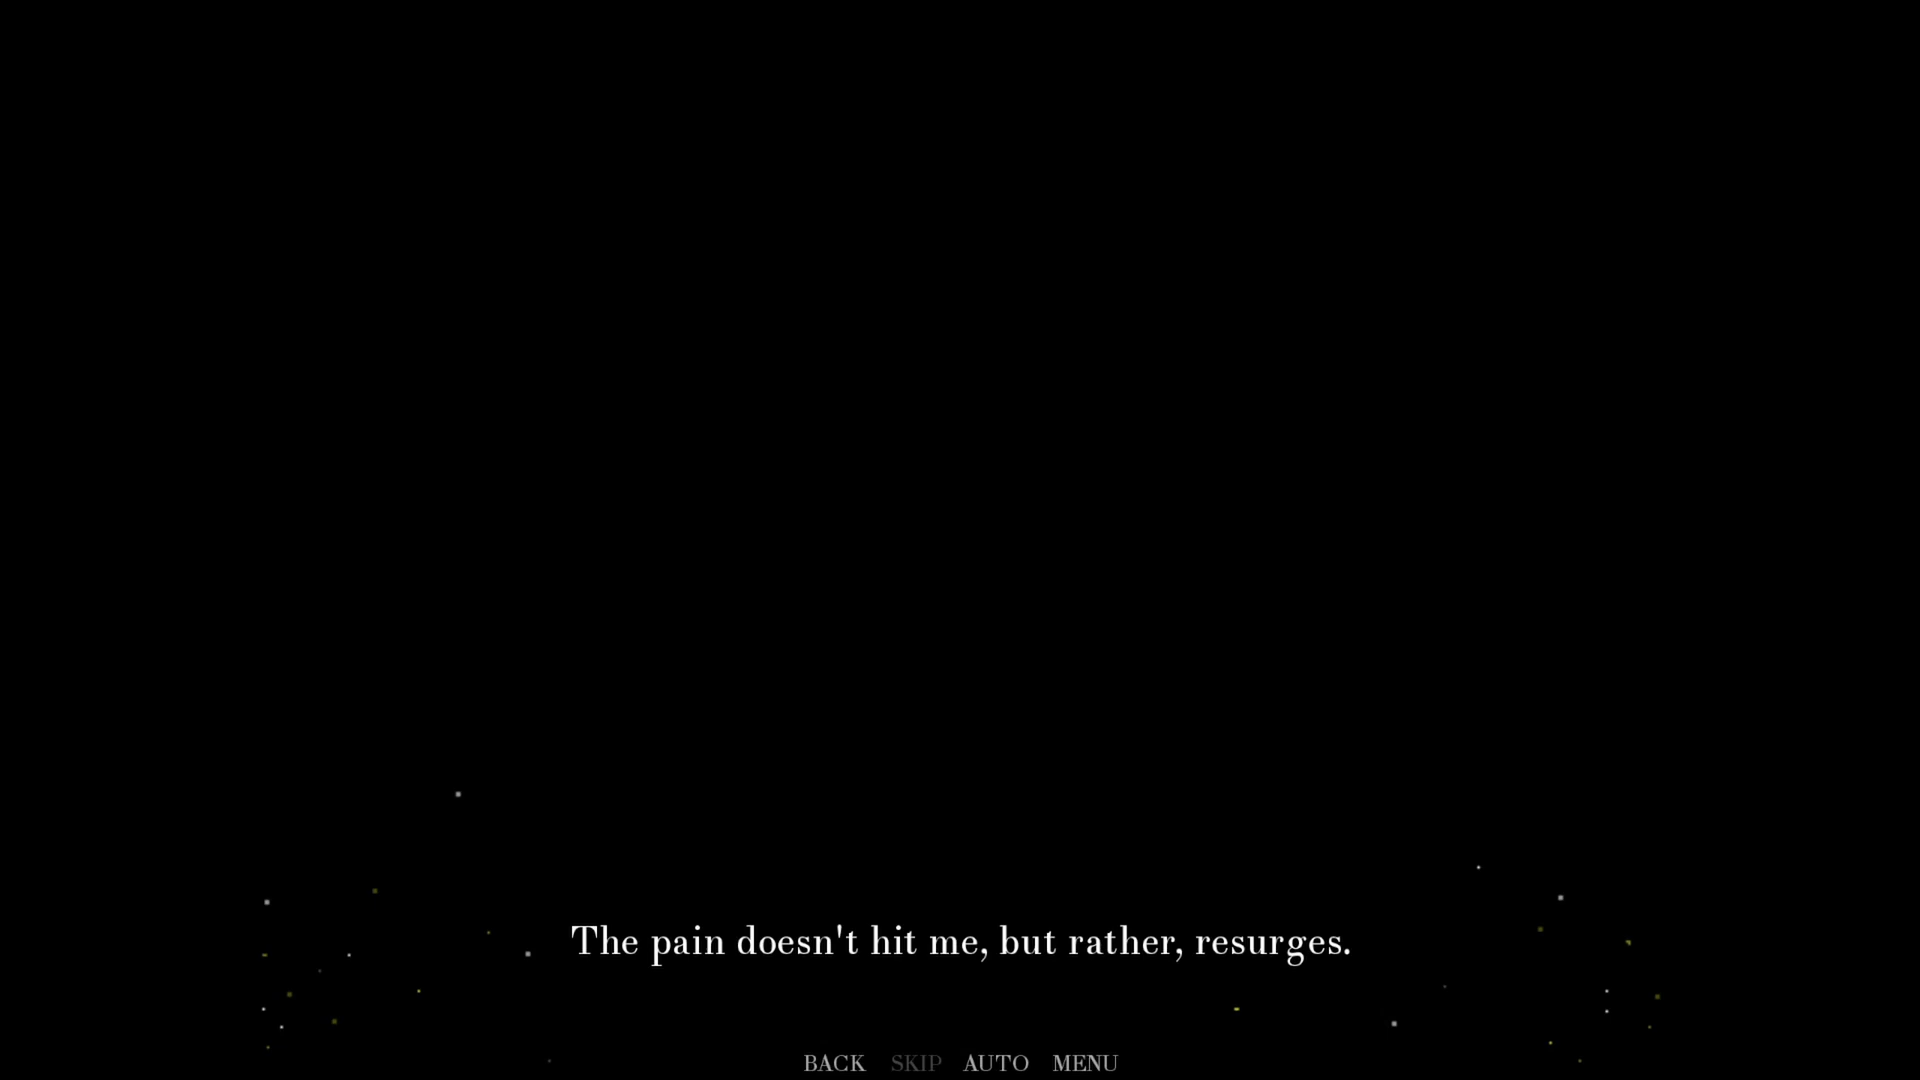 The pain doesn't hit me, but rather, resurges.
BACK SKIP AUTO MENU